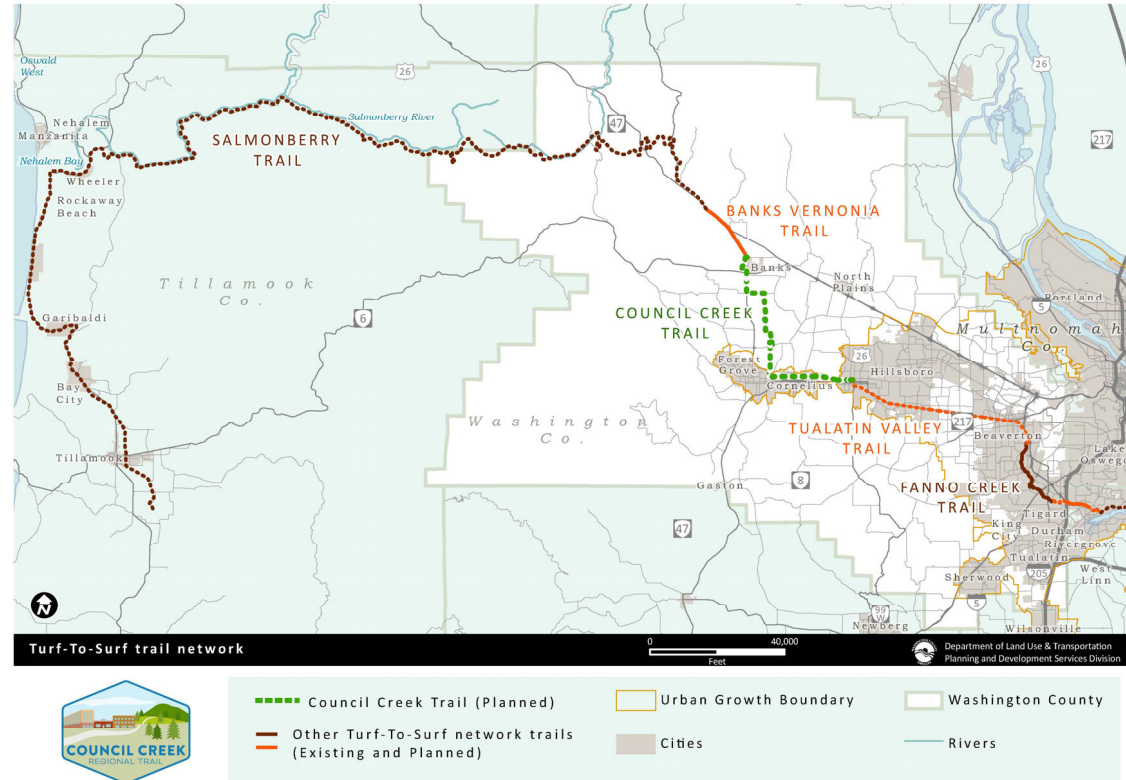 Oswald
West
26
Nehalem
Manzanita
Nehalem Bay
Wheeler
Rockaway
Beach
SALMONBERRY
TRAIL
Salmonberry River
47
26
217
BANKS VERNONIA
TRAIL
Banks
North
Plains
Tillamook
Co.
6
Garibaldi
Bay
City
Tillamook
COUNCIL CREEK
TRAIL
Forest
Grove
Cornelius
26
Hillsboro
Portland
5
Multnomah
Co.
Washington
Co.
TUALATIN VALLEY
TRAIL
217
Beaverton
Lake
Oswego
Gaston
8
FANNO CREEK
TRAIL
Tigard
King
City
Durham
Rivergrove
Tualatin
47
205
West
Linn
Sherwood
5
99
W
Newberg
Wilsonville
N
Turf-To-Surf trail network
0
40,000
Feet
Department of Land Use & Transportation
Planning and Development Services Division
COUNCIL CREEK
REGIONAL TRAIL
Council Creek Trail (Planned)
Other Turf-To-Surf network trails
(Existing and Planned)
Urban Growth Boundary
Cities
Washington County
Rivers